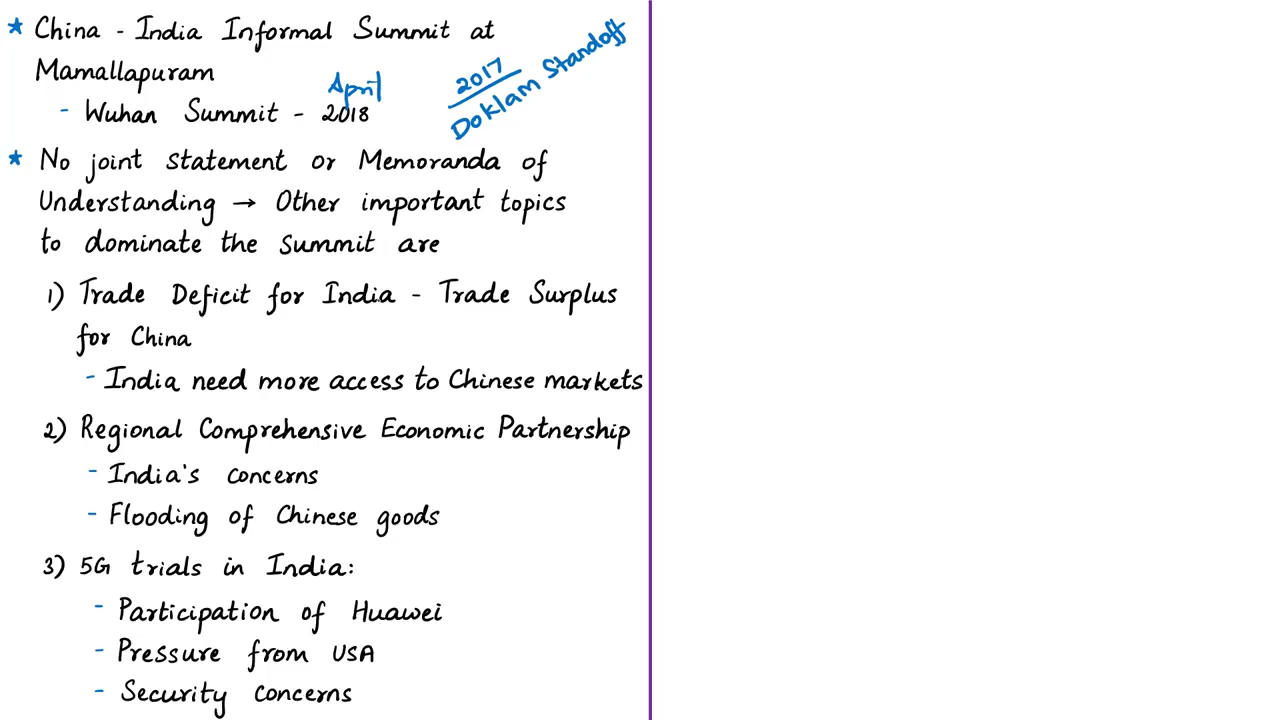 * China - India Informal Summit at
Mamallapuram
- Wuhan Summit - 2018
April
2017
Doklam Standoff
* No joint statement or Memoranda of
Understanding → Other important topics
to dominate the summit are
1) Trade Deficit for India - Trade Surplus
for China
- India need more access to Chinese markets
2) Regional Comprehensive Economic Partnership
- India's concerns
- Flooding of Chinese goods
3) 5G trials in India:
- Participation of Huawei
- Pressure from USA
- Security concerns